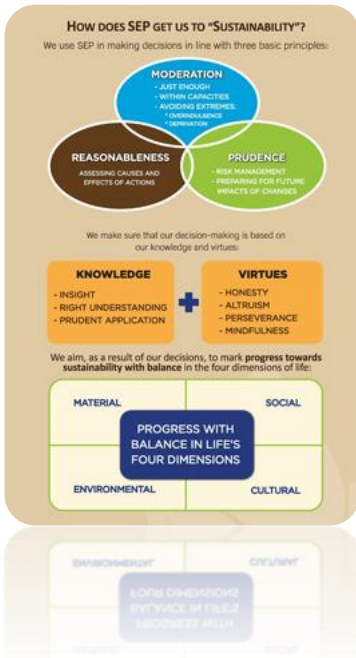 HOW DOES SEP GET US TO "SUSTAINABILITY"?
We use SEP in making decisions in line with three basic principles:
MODERATION
- JUST ENOUGH
- WITHIN CAPACITIES
- AVOIDING EXTREMES:
* OVERINDULGENCE
* DEPRIVATION
REASONABLENESS
ASSESSING CAUSES AND
EFFECTS OF ACTIONS
PRUDENCE
- RISK MANAGEMENT
- PREPARING FOR FUTURE
IMPACTS OF CHANGES
We make sure that our decision-making is based on
our knowledge and virtues:
KNOWLEDGE
- INSIGHT
- RIGHT UNDERSTANDING
- PRUDENT APPLICATION
+
VIRTUES
- HONESTY
- ALTRUISM
- PERSEVERANCE
- MINDFULNESS
We aim, as a result of our decisions, to mark progress towards
sustainability with balance in the four dimensions of life:
MATERIAL
SOCIAL
PROGRESS WITH
BALANCE IN LIFE'S
FOUR DIMENSIONS
ENVIRONMENTAL
CULTURAL